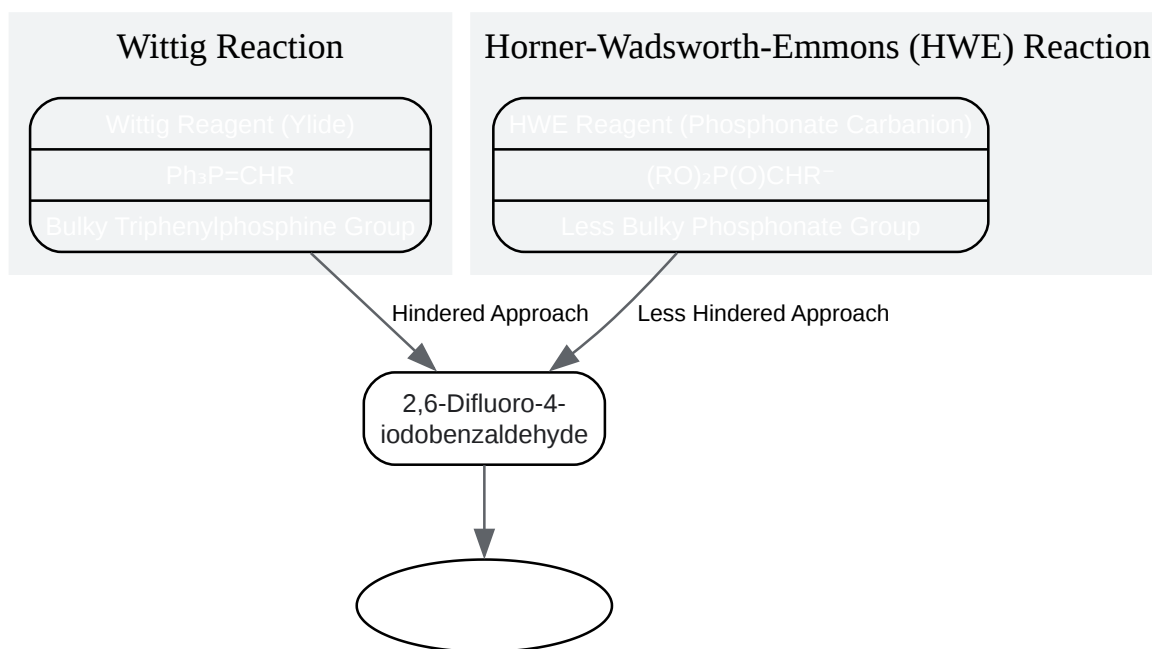 Wittig Reaction
Horner-Wadsworth-Emmons (HWE) Reaction
Wittig Reagent (Ylide)
Ph₃P=CHR
Bulky Triphenylphosphine Group
HWE Reagent (Phosphonate Carbanion)
(RO)₂P(O)CHR⁻
Less Bulky Phosphonate Group
Hindered Approach
Less Hindered Approach
2,6-Difluoro-4-
iodobenzaldehyde